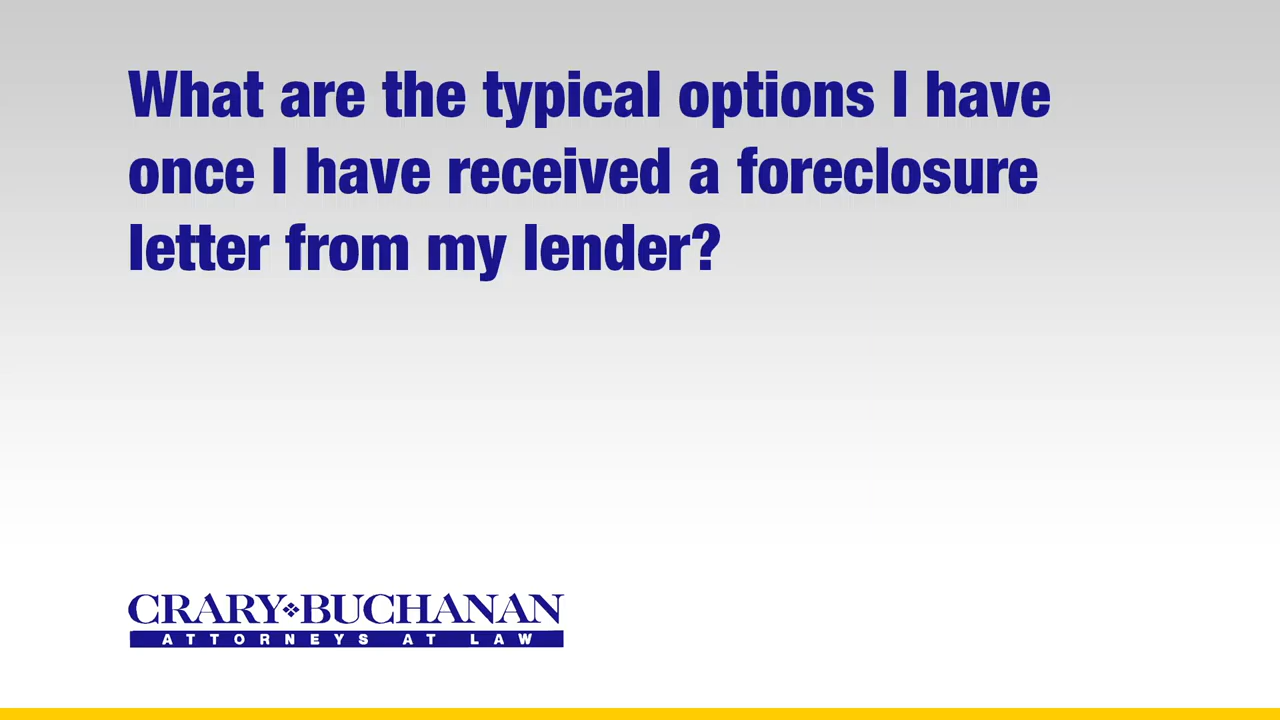 What are the typical options I have
once I have received a foreclosure
letter from my lender?
CRARY BUCHANAN
ATTORNEYS AT LAW